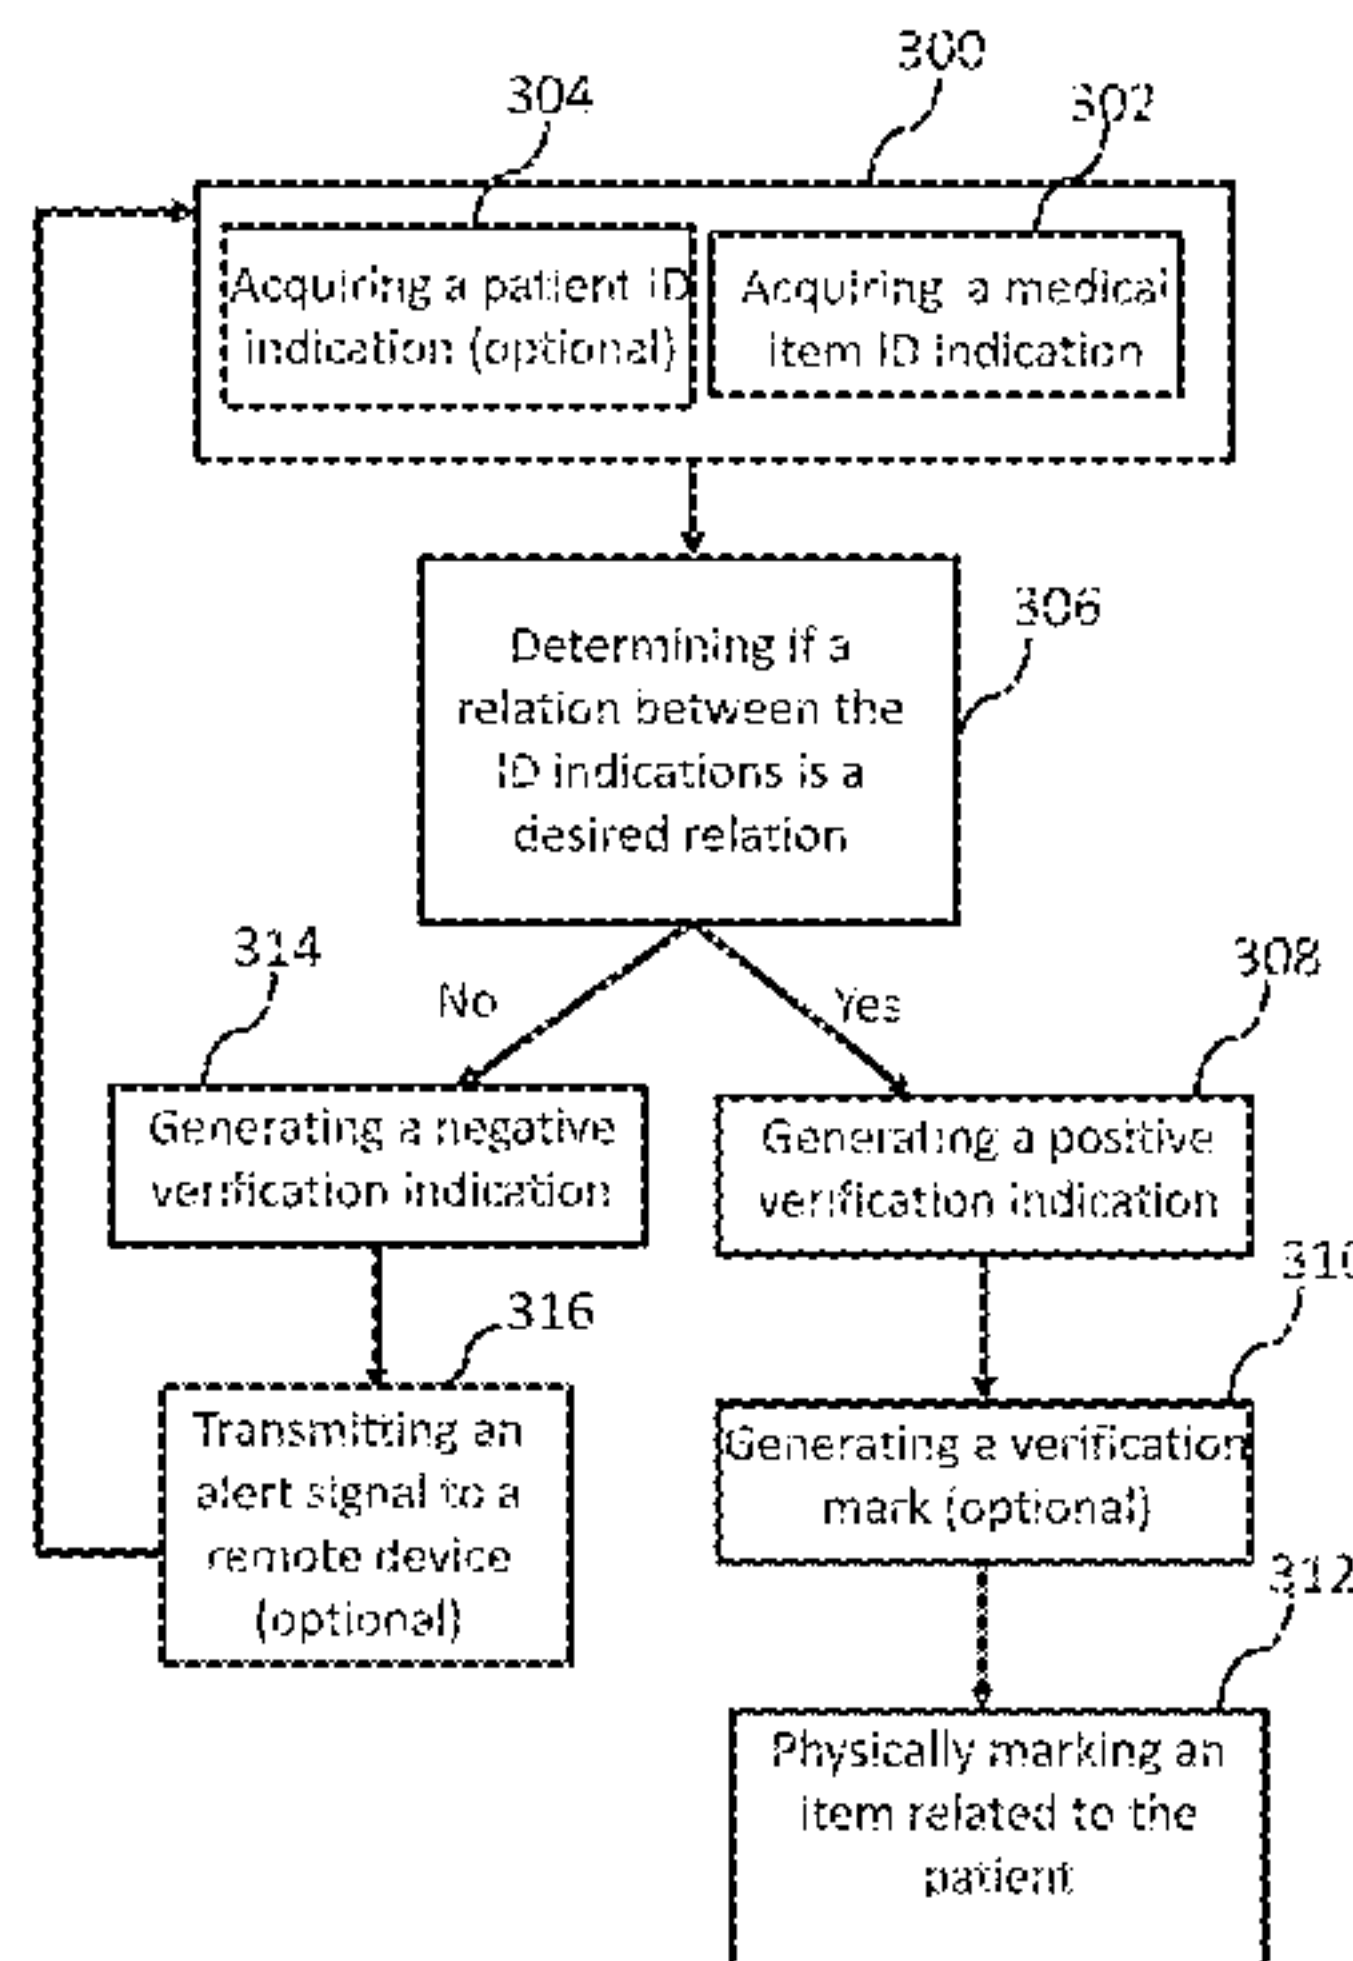 300
304
302
Acquiring a patient ID
indication (optional)
Acquiring a medical
item ID indication
306
Determining if a
relation between the
ID indications is a
desired relation
314
308
No
Yes
Generating a negative
verification indication
Generating a positive
verification indication
310
316
Transmitting an
alert signal to a
remote device
(optional)
Generating a verification
mark (optional)
312
Physically marking an
item related to the
patient